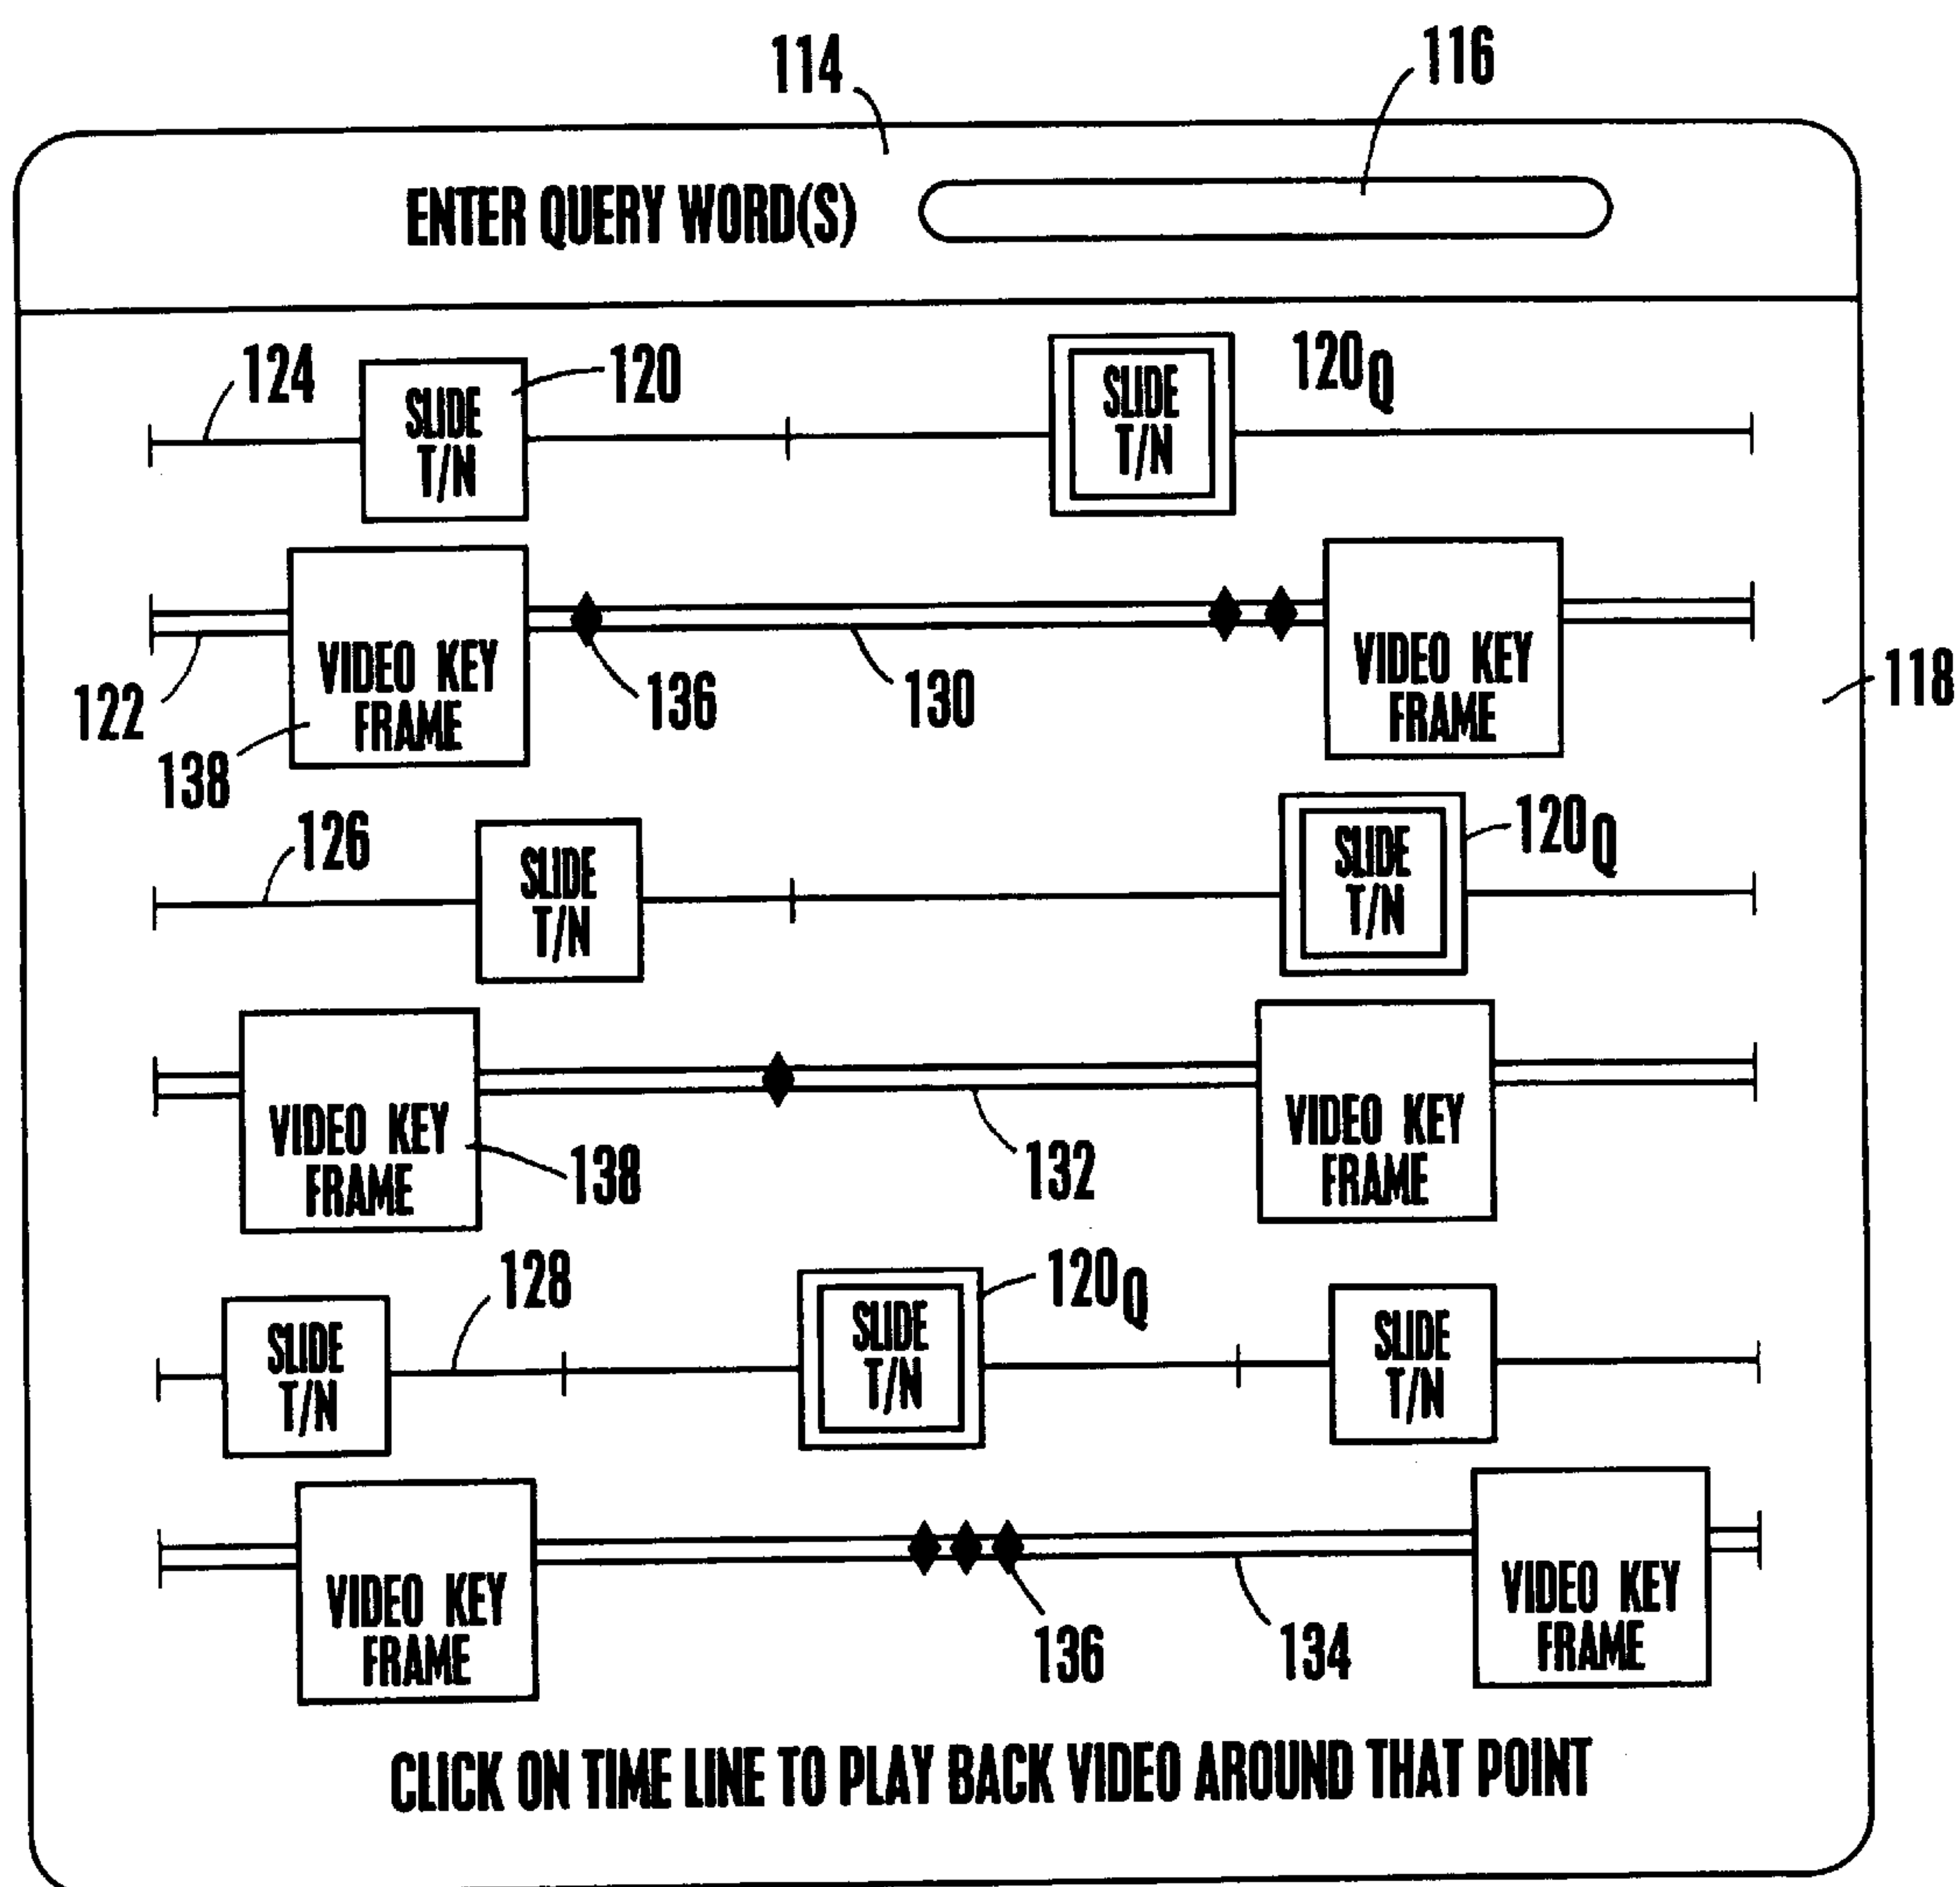 114
116
ENTER QUERY WORD(S)
124
SLIDE
T/N
120
SLIDE
T/N
120Q
122
138
VIDEO KEY
FRAME
136
130
VIDEO KEY
FRAME
118
126
SLIDE
T/N
SLIDE
T/N
120Q
VIDEO KEY
FRAME
138
132
VIDEO KEY
FRAME
SLIDE
T/N
128
SLIDE
T/N
120Q
SLIDE
T/N
VIDEO KEY
FRAME
136
134
VIDEO KEY
FRAME
CLICK ON TIME LINE TO PLAY BACK VIDEO AROUND THAT POINT